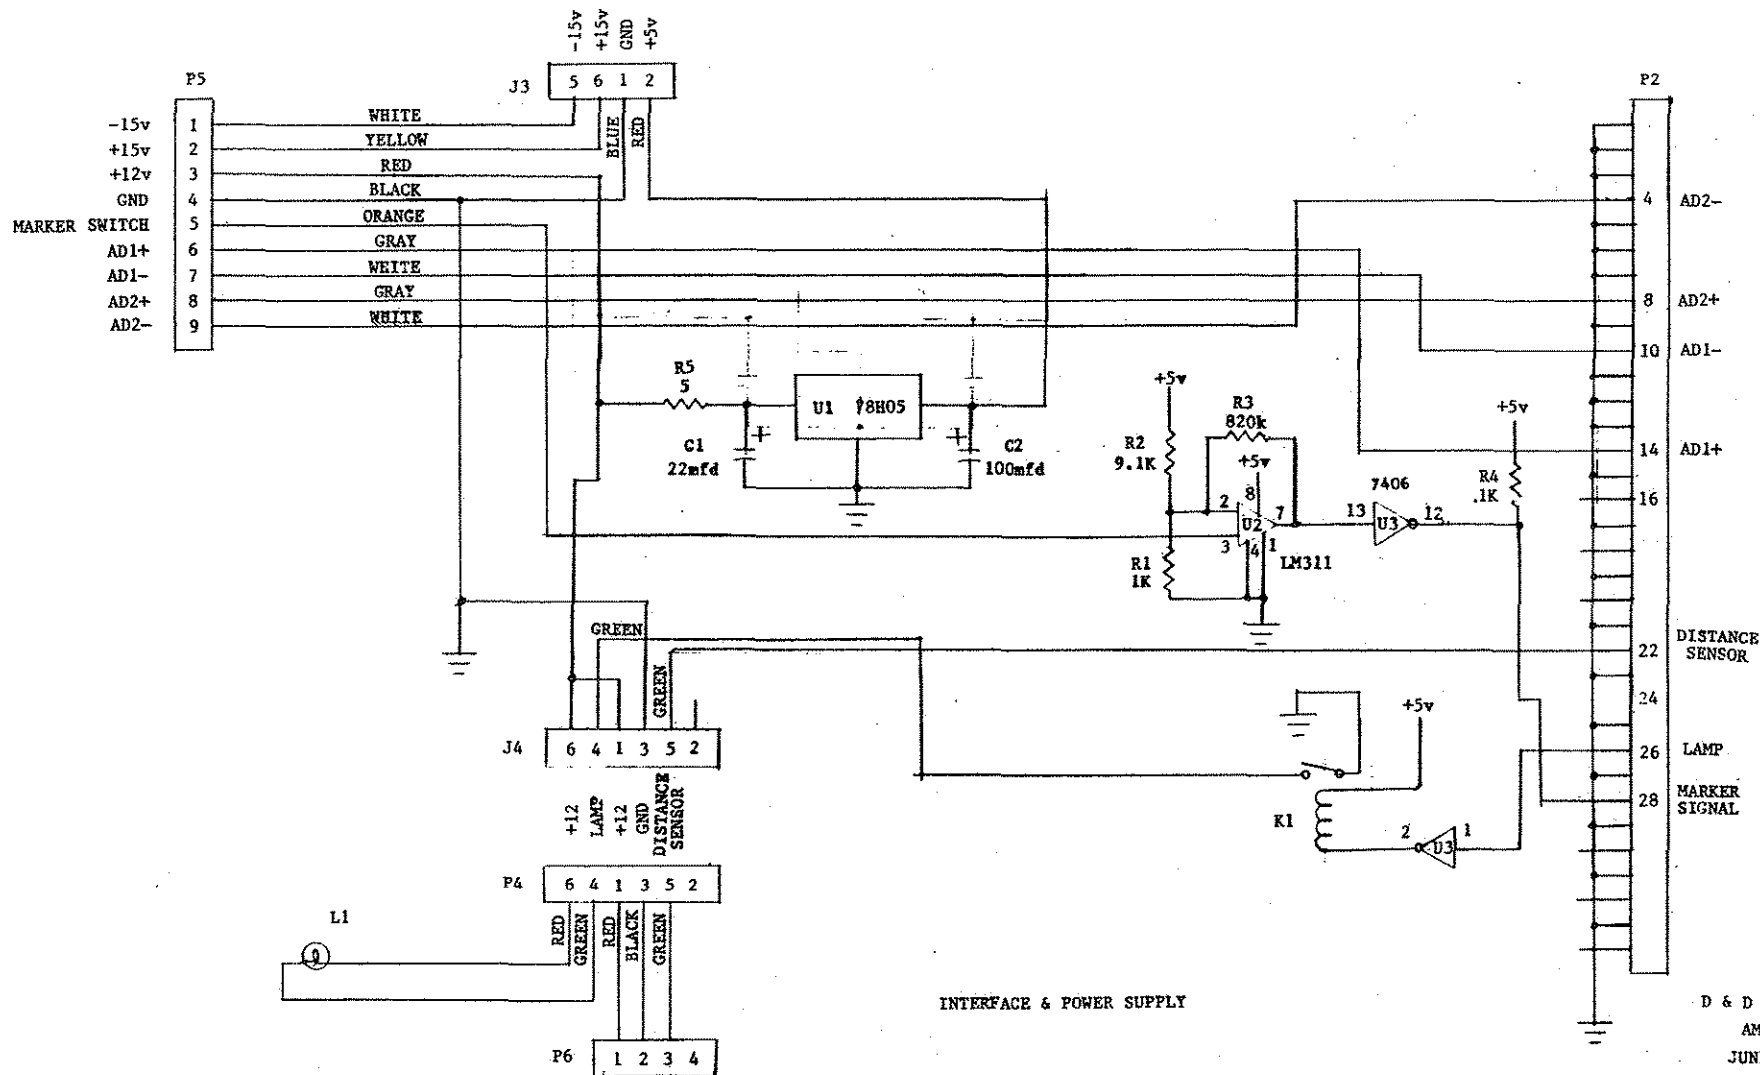 -15v
+15v
GND
+5v
J3
5 6 1 2
P5
P2
-15v 1 WHITE
+15v 2 YELLOW
+12v 3 RED
GND 4 BLACK
MARKER SWITCH 5 ORANGE
AD1+ 6 GRAY
AD1- 7 WEITE
AD2+ 8 GRAY
AD2- 9 WHITE
BLUE
RED
4 AD2-
8 AD2+
10 AD1-
14 AD1+
16
22 DISTANCE
SENSOR
24
26 LAMP
28 MARKER
SIGNAL
R5
5
U1 78H05
C1
22mfd
C2
100mfd
+5v
R2
9.1K
R3
820k
+5v
8
2
U2
7
3
4
1
LM311
R1
1K
7406
13 U3 12
+5v
R4
.1K
GREEN
GREEN
J4
6 4 1 3 5 2
+12
LAMP
+12
GND
DISTANCE
SENSOR
+5v
K1
2 U3 1
P4
6 4 1 3 5 2
RED
GREEN
RED
BLACK
GREEN
L1
P6
1 2 3 4
INTERFACE & POWER SUPPLY
D & D
AM
JUN